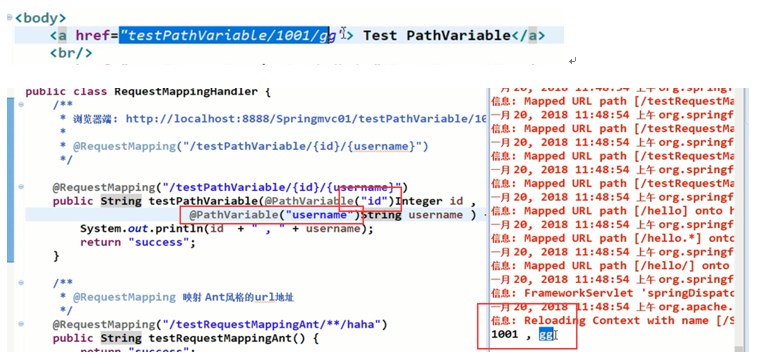 <body>
<a href="testPathVariable/1001/gg"> Test PathVariable</a>
<br/>
public class RequestMappingHandler {
/**
* 浏览器端: http://localhost:8888/Springmvc01/testPathVariable/10
*
* @RequestMapping("/testPathVariable/{id}/{username}")
*/
@RequestMapping("/testPathVariable/{id}/{username}")
public String testPathVariable(@PathVariable("id")Integer id ,
@PathVariable("username")String username ) {
System.out.println(id + " , " + username);
return "success";
}
/**
* @RequestMapping 映射 Ant风格的url地址
*/
@RequestMapping("/testRequestMappingAnt/**/haha")
public String testRequestMappingAnt() {
return "success";
一月 20, 2018 11:48:54 上午 org.springf
信息: Mapped URL path [/testRequestMa
一月 20, 2018 11:48:54 上午 org.springf
信息: Mapped URL path [/testRequestMa
一月 20, 2018 11:48:54 上午 org.springf
信息: Mapped URL path [/testRequestMa
一月 20, 2018 11:48:54 上午 org.springf
信息: Mapped URL path [/testRequestMa
一月 20, 2018 11:48:54 上午 org.springf
信息: Mapped URL path [/hello] onto h
一月 20, 2018 11:48:54 上午 org.springf
信息: Mapped URL path [/hello.*] onto
一月 20, 2018 11:48:54 上午 org.springf
信息: Mapped URL path [/hello/] onto
一月 20, 2018 11:48:54 上午 org.springf
信息: FrameworkServlet 'springDispatc
一月 20, 2018 11:48:54 上午 org.apache.
信息: Reloading Context with name [/S
1001 , gg